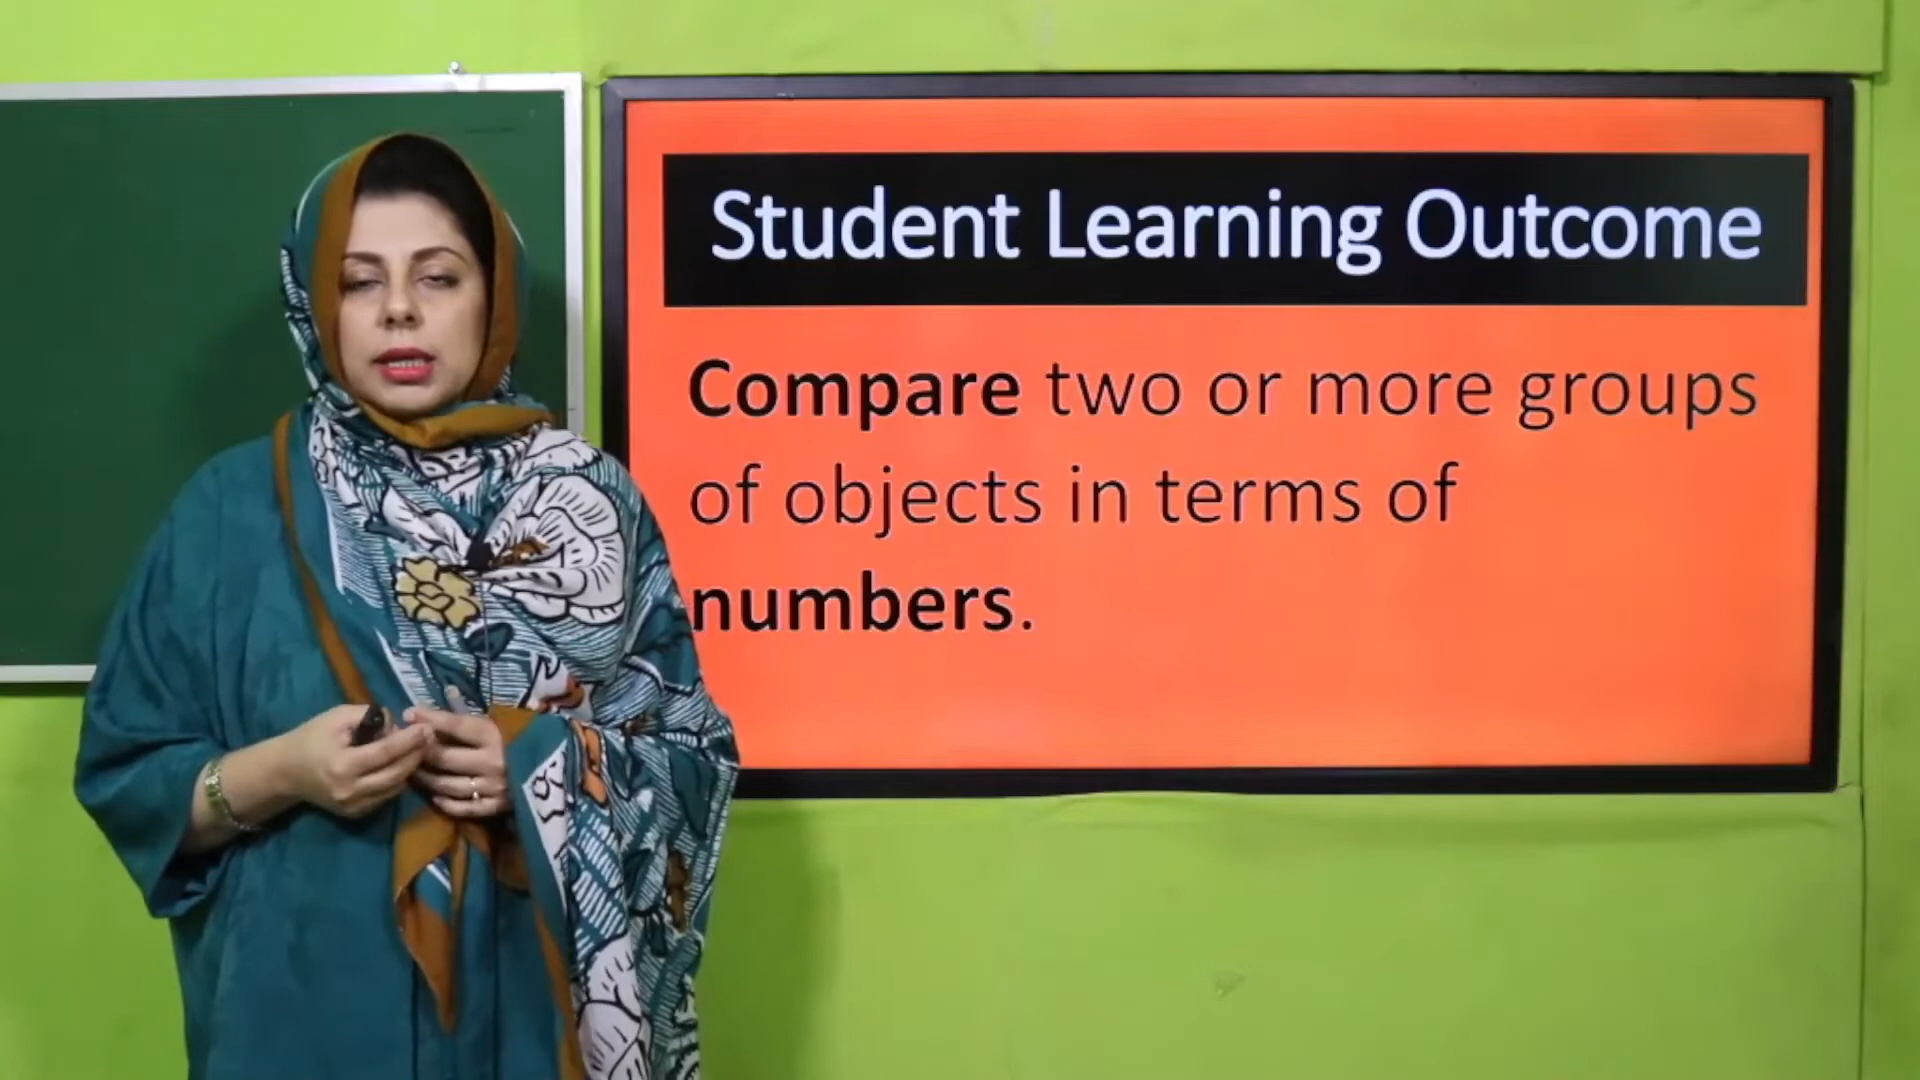 Student Learning Outcome
Compare two or more groups
of objects in terms of
numbers.